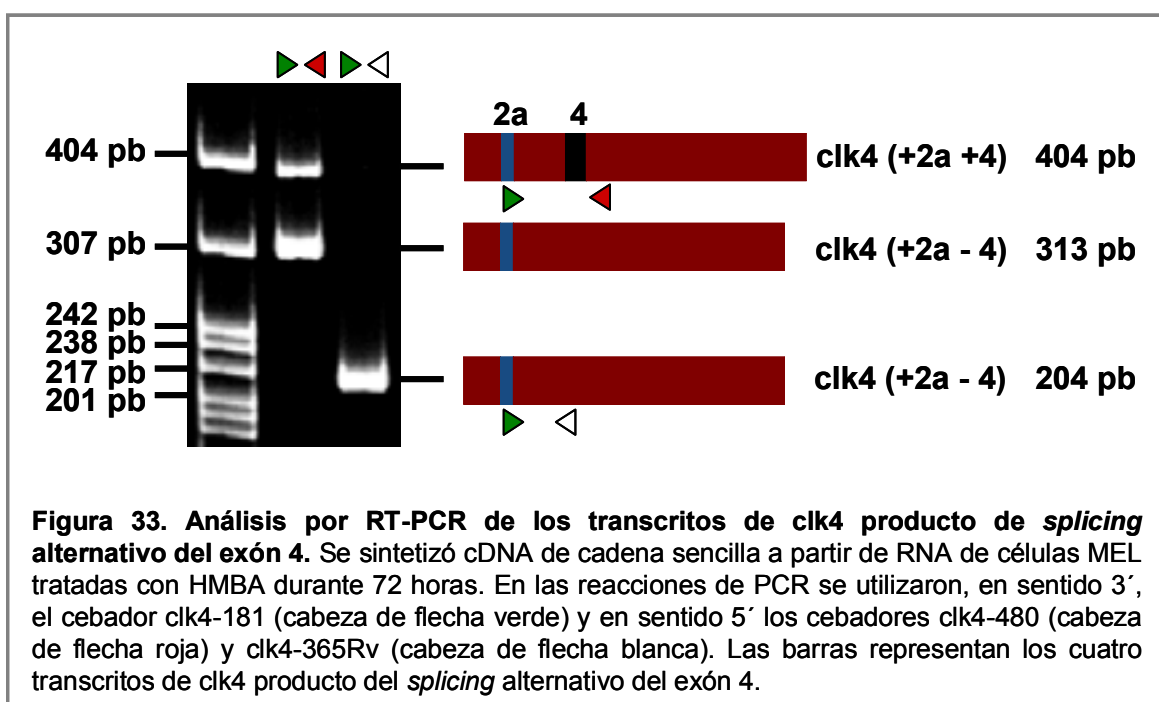 2a 4
404 pb
clk4 (+2a +4) 404 pb
307 pb
clk4 (+2a - 4) 313 pb
242 pb
238 pb
217 pb
201 pb
clk4 (+2a - 4) 204 pb
Figura 33. Análisis por RT-PCR de los transcritos de clk4 producto de splicing
alternativo del exón 4. Se sintetizó cDNA de cadena sencilla a partir de RNA de células MEL
tratadas con HMBA durante 72 horas. En las reacciones de PCR se utilizaron, en sentido 3´,
el cebador clk4-181 (cabeza de flecha verde) y en sentido 5´ los cebadores clk4-480 (cabeza
de flecha roja) y clk4-365Rv (cabeza de flecha blanca). Las barras representan los cuatro
transcritos de clk4 producto del splicing alternativo del exón 4.